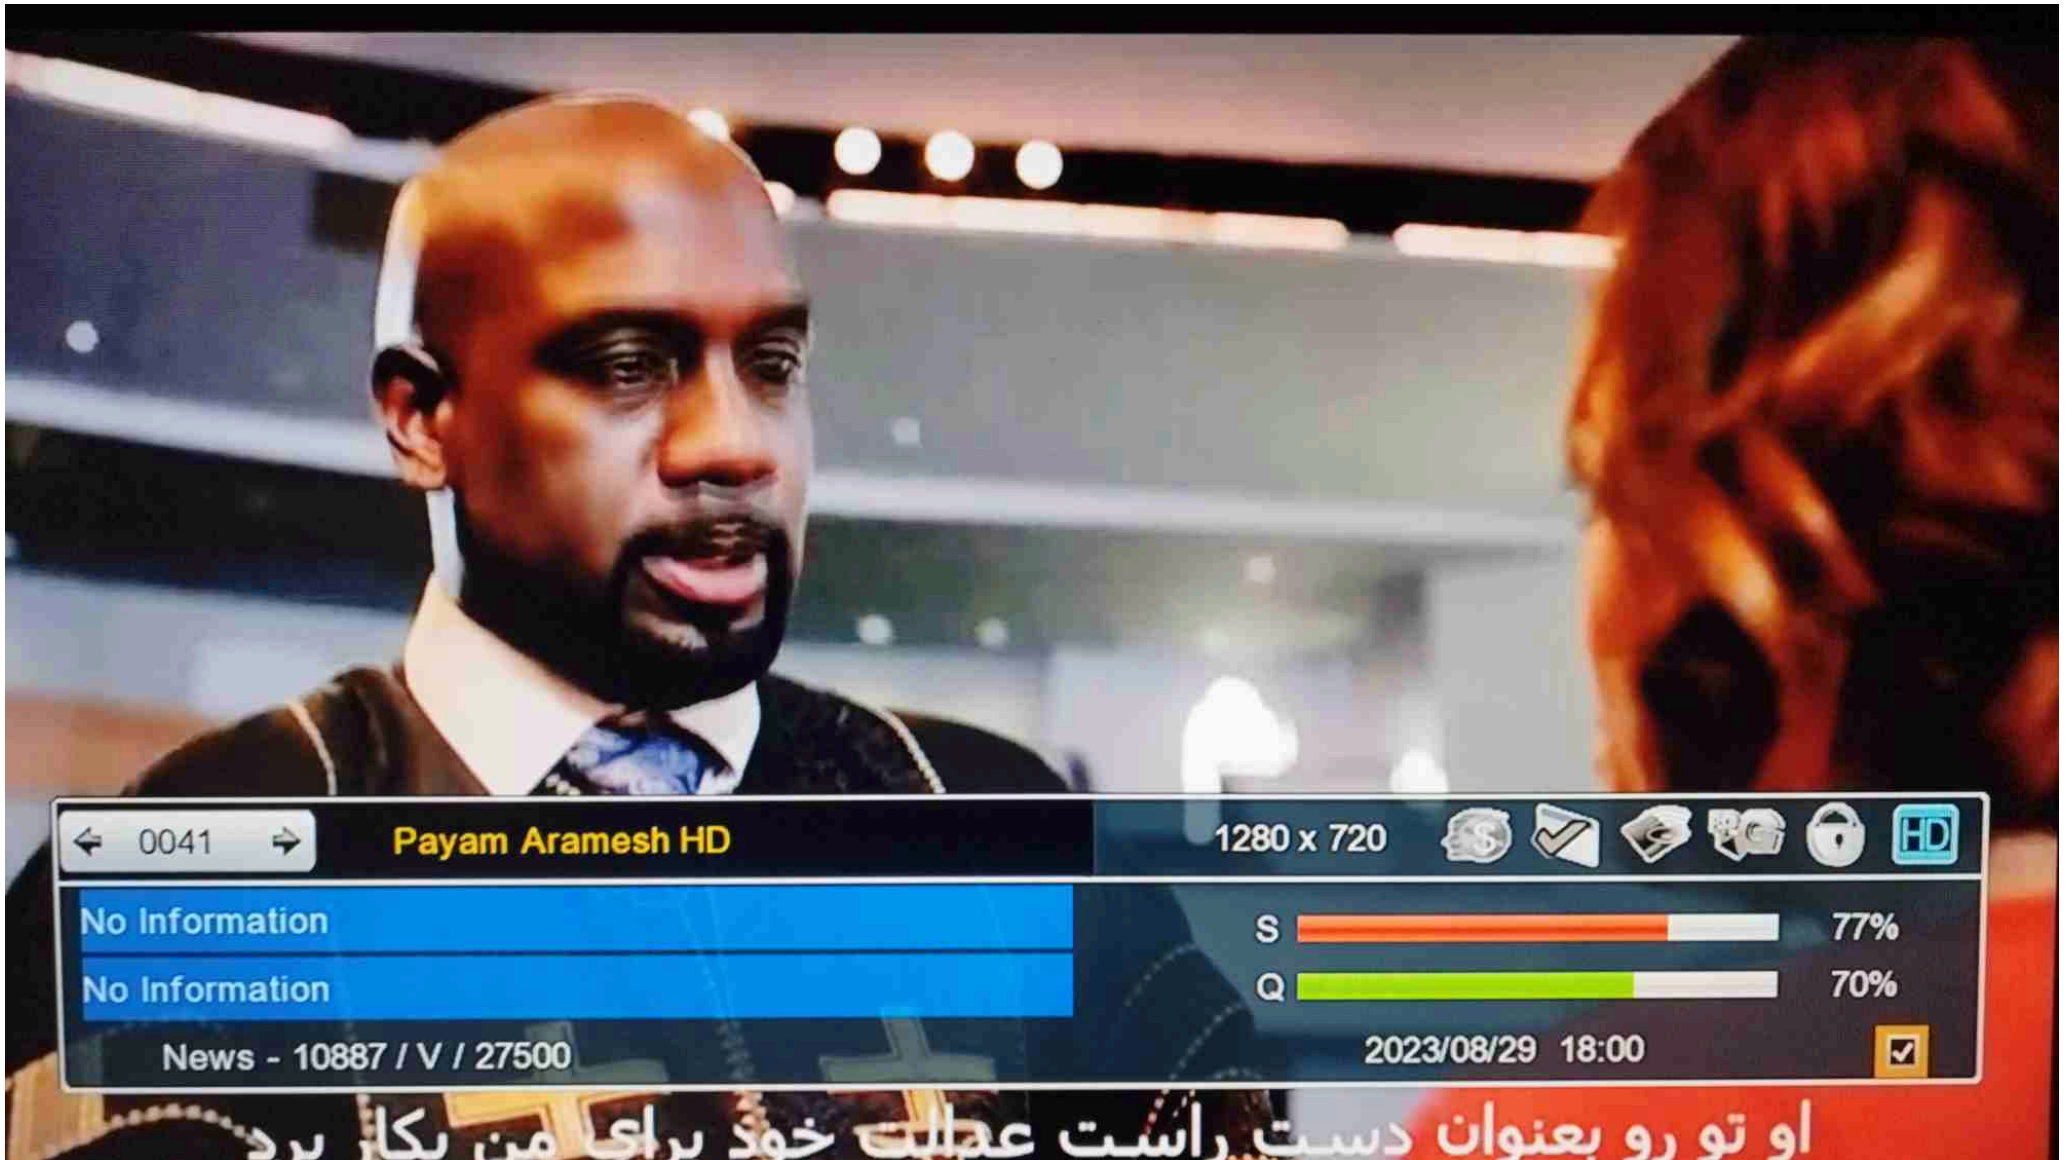 0041 Payam Aramesh HD 1280 x 720 HD
No Information S 77%
No Information Q 70%
News - 10887 / V / 27500 2023/08/29 18:00
او تو رو بعنوان دست راست عدالت خود برای من بکار برد